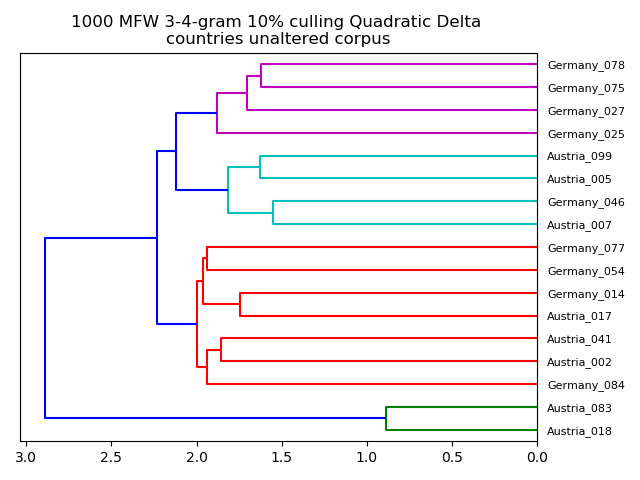 1000 MFW 3-4-gram 10% culling Quadratic Delta
countries unaltered corpus
Germany_078
Germany_075
Germany_027
Germany_025
Austria_099
Austria_005
Germany_046
Austria_007
Germany_077
Germany_054
Germany_014
Austria_017
Austria_041
Austria_002
Germany_084
Austria_083
Austria_018
3.0 2.5 2.0 1.5 1.0 0.5 0.0